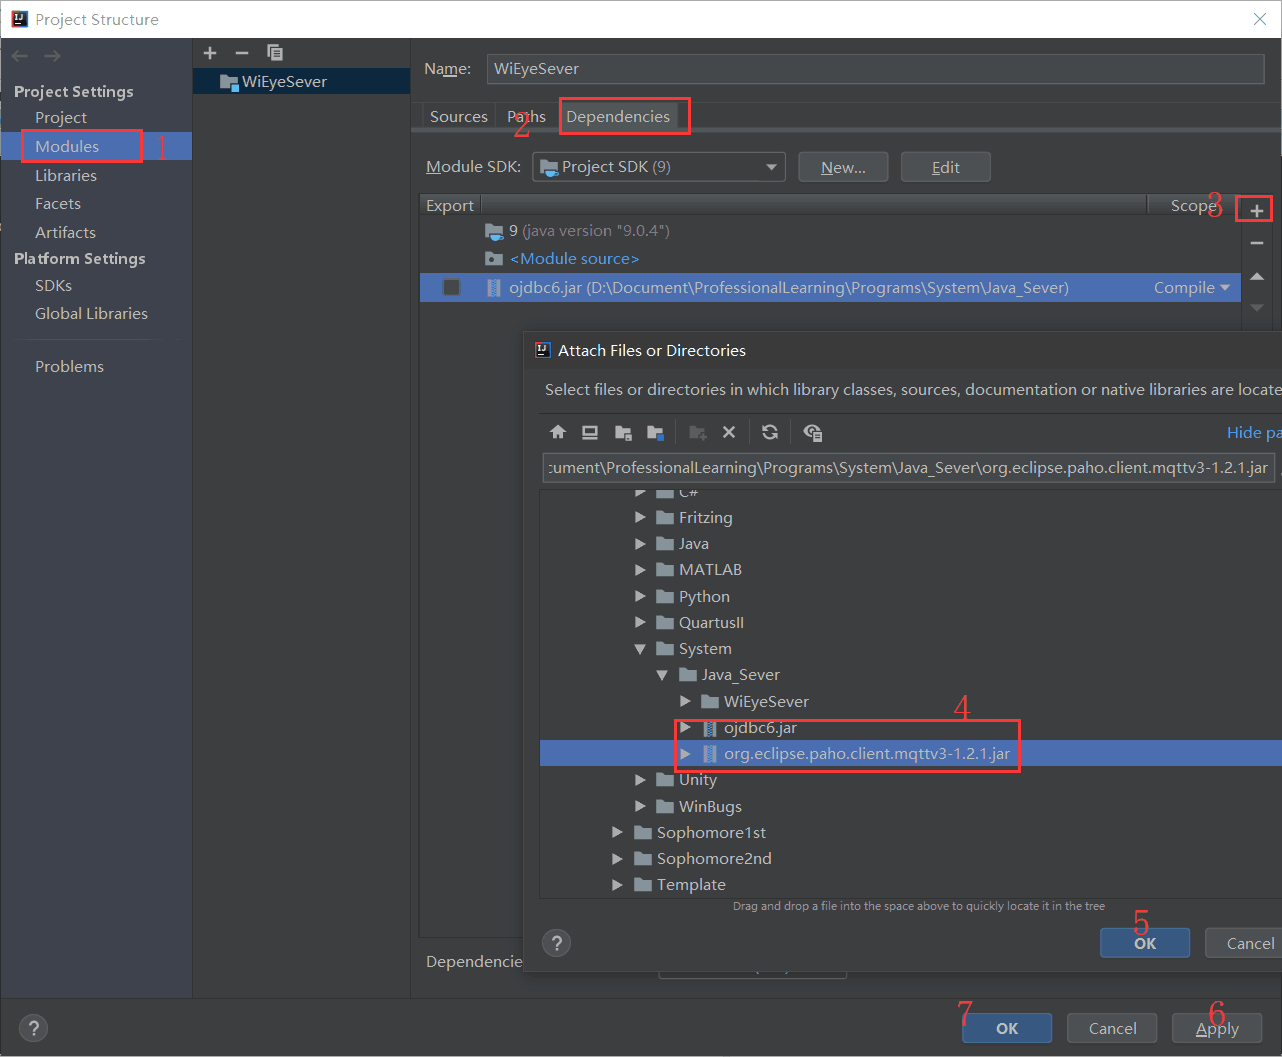 Project Structure
Name: WiEyeSever
WiEyeSever
Project Settings
Project
Modules 1
Libraries
Facets
Artifacts
Platform Settings
SDKs
Global Libraries
Problems
Sources Paths Dependencies
2
Module SDK: Project SDK (9) New... Edit
Export Scope 3
9 (java version "9.0.4")
<Module source>
ojdbc6.jar (D:\Document\ProfessionalLearning\Programs\System\Java_Sever) Compile
Attach Files or Directories
Select files or directories in which library classes, sources, documentation or native libraries are locate
Hide pa
:ument\ProfessionalLearning\Programs\System\Java_Sever\org.eclipse.paho.client.mqttv3-1.2.1.jar
C#
Fritzing
Java
MATLAB
Python
QuartusII
System
Java_Sever
WiEyeSever
4
ojdbc6.jar
org.eclipse.paho.client.mqttv3-1.2.1.jar
Unity
WinBugs
Sophomore1st
Sophomore2nd
Template
Drag and drop a file into the space above to quickly locate it in the tree
5
? OK Cancel
Dependencie
7 6
? OK Cancel Apply